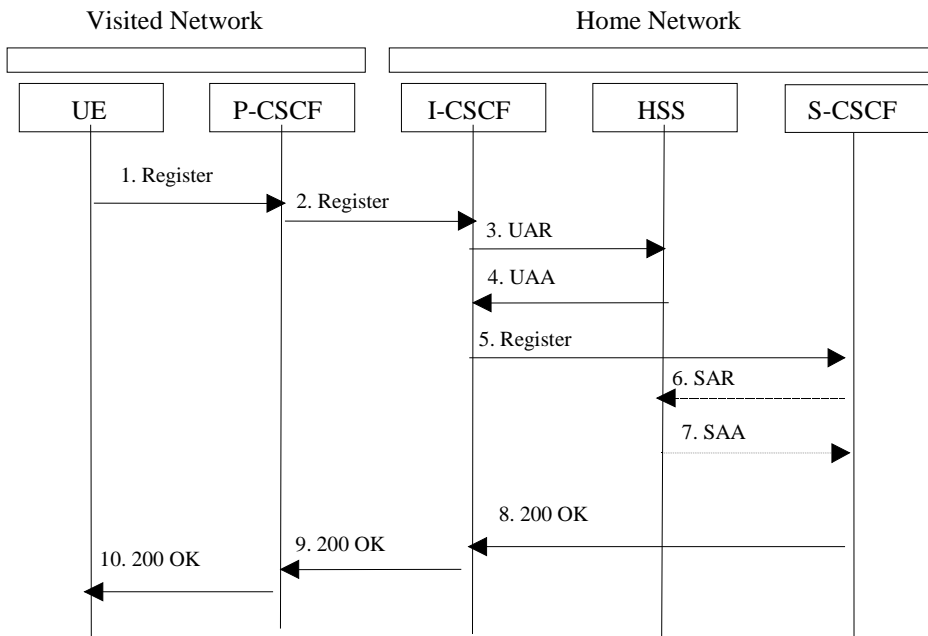 Visited Network
Home Network
UE
P-CSCF
I-CSCF
HSS
S-CSCF
1. Register
2. Register
3. UAR
4. UAA
5. Register
6. SAR
7. SAA
8. 200 OK
9. 200 OK
10. 200 OK